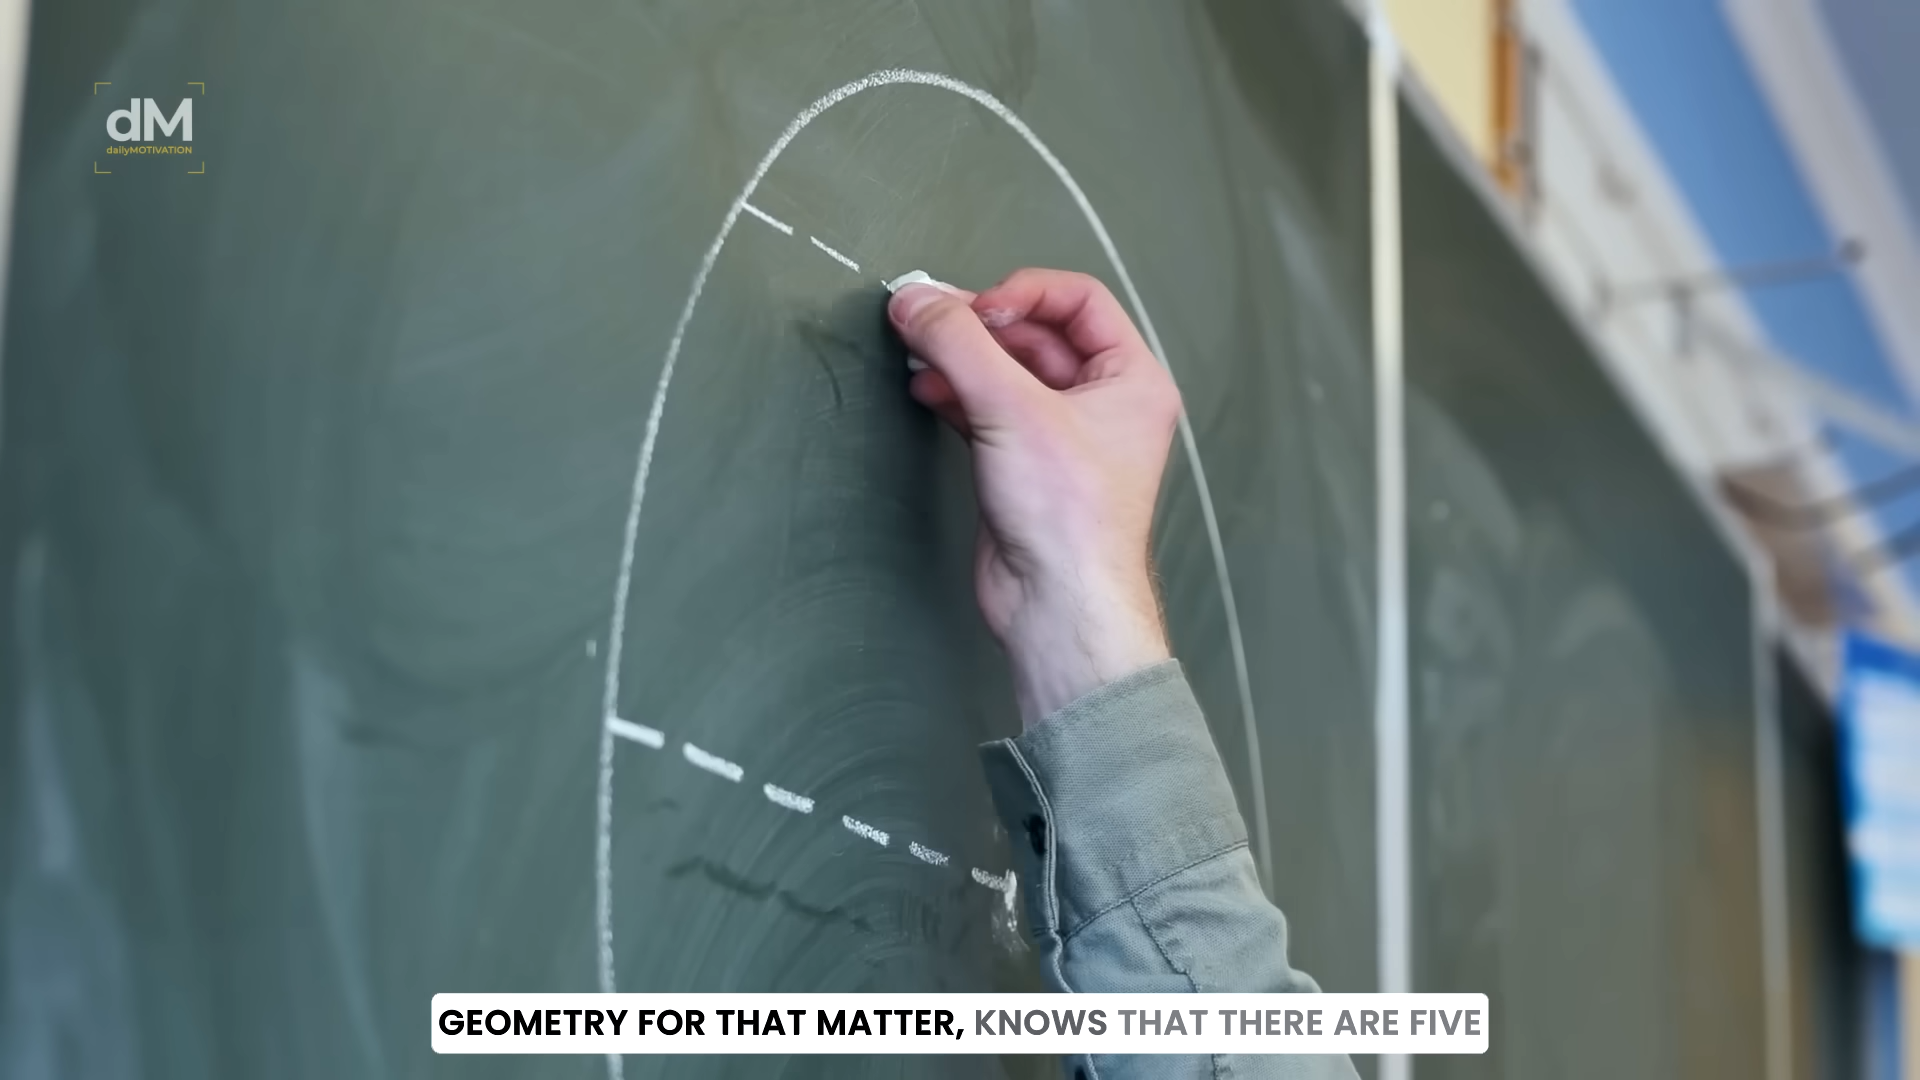 dM
dailyMOTIVATION
GEOMETRY FOR THAT MATTER, KNOWS THAT THERE ARE FIVE